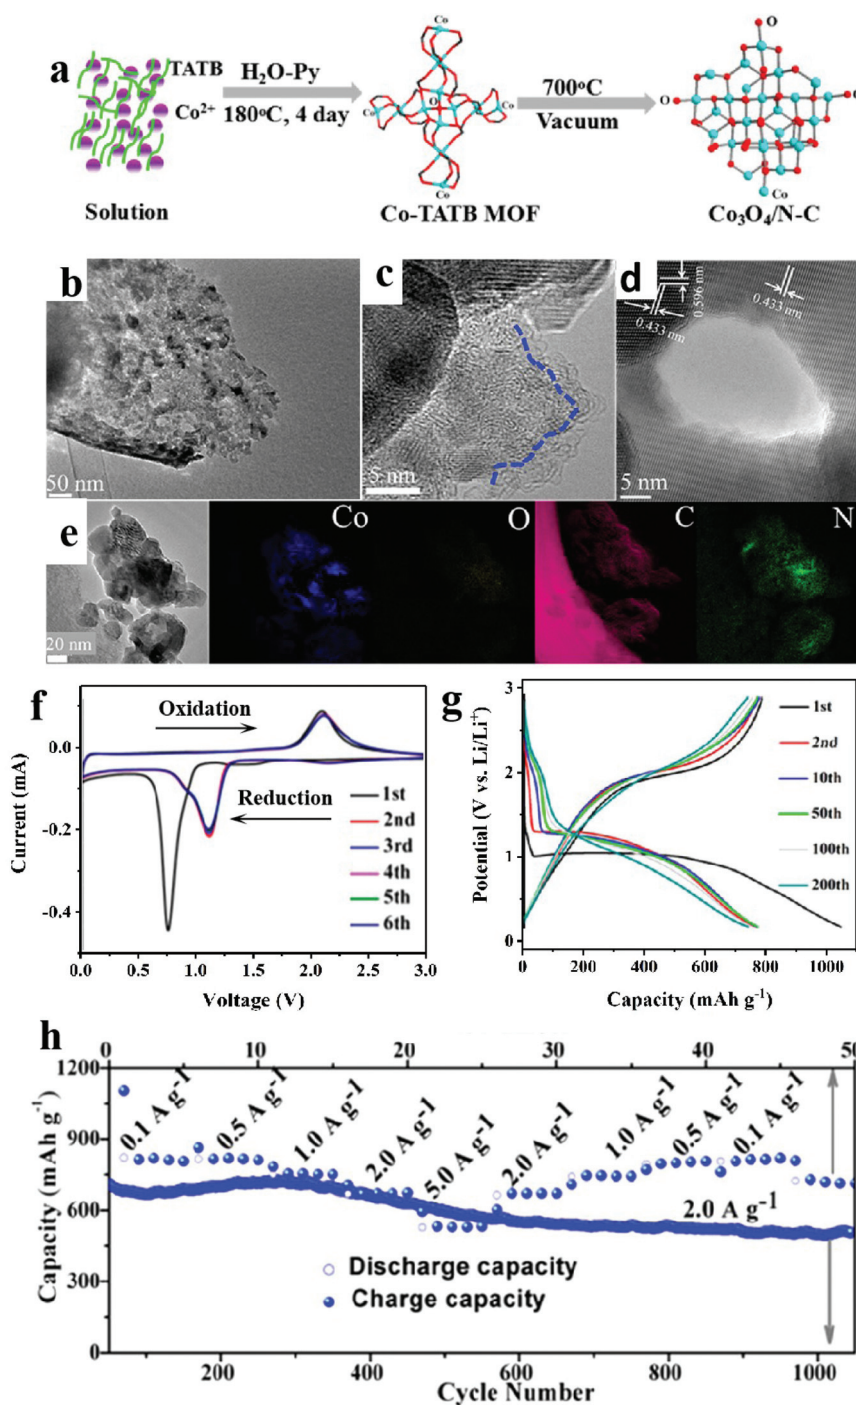 a
TATB
Co²⁺
H₂O-Py
180°C, 4 day
700°C
Vacuum
Co
O
Co
Co
Co
O
O
O
Co
Solution
Co-TATB MOF
Co₃O₄/N-C
b
50 nm
c
5 nm
d
0.596 nm
0.433 nm
0.433 nm
5 nm
e
20 nm
Co
O
C
N
f
Oxidation
Reduction
1st
2nd
3rd
4th
5th
6th
0.0
-0.2
-0.4
Current (mA)
0.0
0.5
1.0
1.5
2.0
2.5
3.0
Voltage (V)
g
1st
2nd
10th
50th
100th
200th
3
2
1
0
Potential (V vs. Li/Li⁺)
0
200
400
600
800
1000
Capacity (mAh g⁻¹)
h
0
10
20
30
40
50
1200
900
600
300
0
Capacity (mAh g⁻¹)
0.1 A g⁻¹
0.5 A g⁻¹
1.0 A g⁻¹
2.0 A g⁻¹
5.0 A g⁻¹
2.0 A g⁻¹
1.0 A g⁻¹
0.5 A g⁻¹
0.1 A g⁻¹
2.0 A g⁻¹
Discharge capacity
Charge capacity
200
400
600
800
1000
Cycle Number